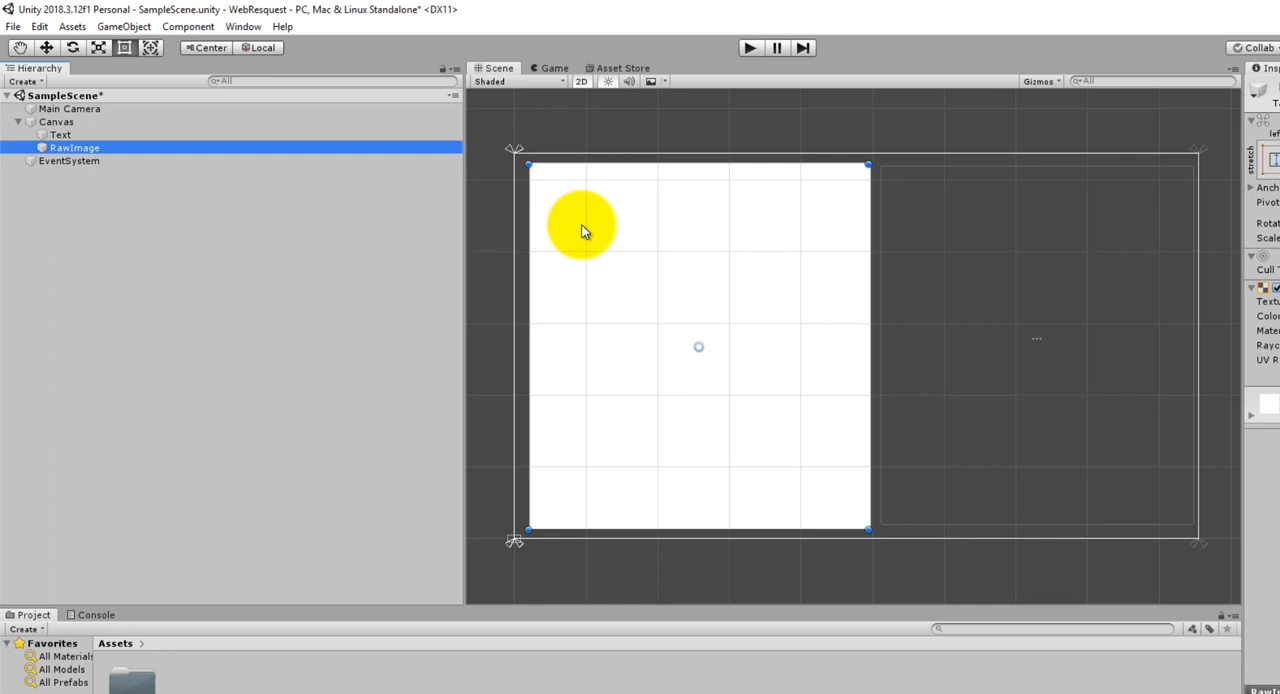 Unity 2018.3.12f1 Personal - SampleScene.unity - WebResquest - PC, Mac & Linux Standalone* <DX11>
File Edit Assets GameObject Component Window Help
Center Local Collab
Hierarchy Scene Game Asset Store
Create All Shaded 2D Gizmos All
SampleScene*
Main Camera
Canvas
Text
RawImage
EventSystem
left
stretch
Anch
Pivot
Rotat
Scale
Cull T
Textu
Color
Mater
Rayc
UV R
...
Project Console
Create
Favorites Assets
All Materials
All Models
All Prefabs